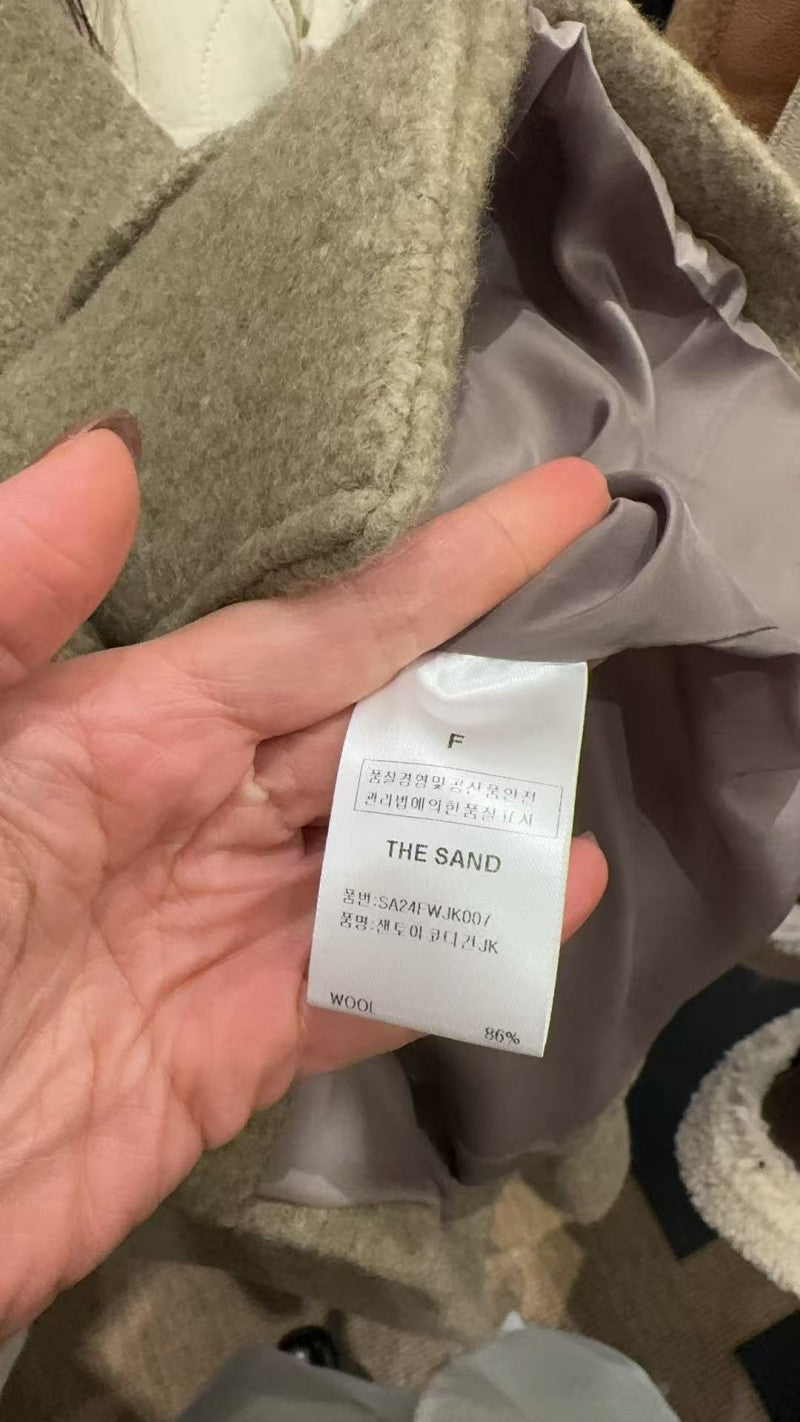 F
품질경영및공산품안전
관리법에의한품질표시
THE SAND
품번:SA24FWJK007
품명:샌토이코디건JK
WOOL
86%